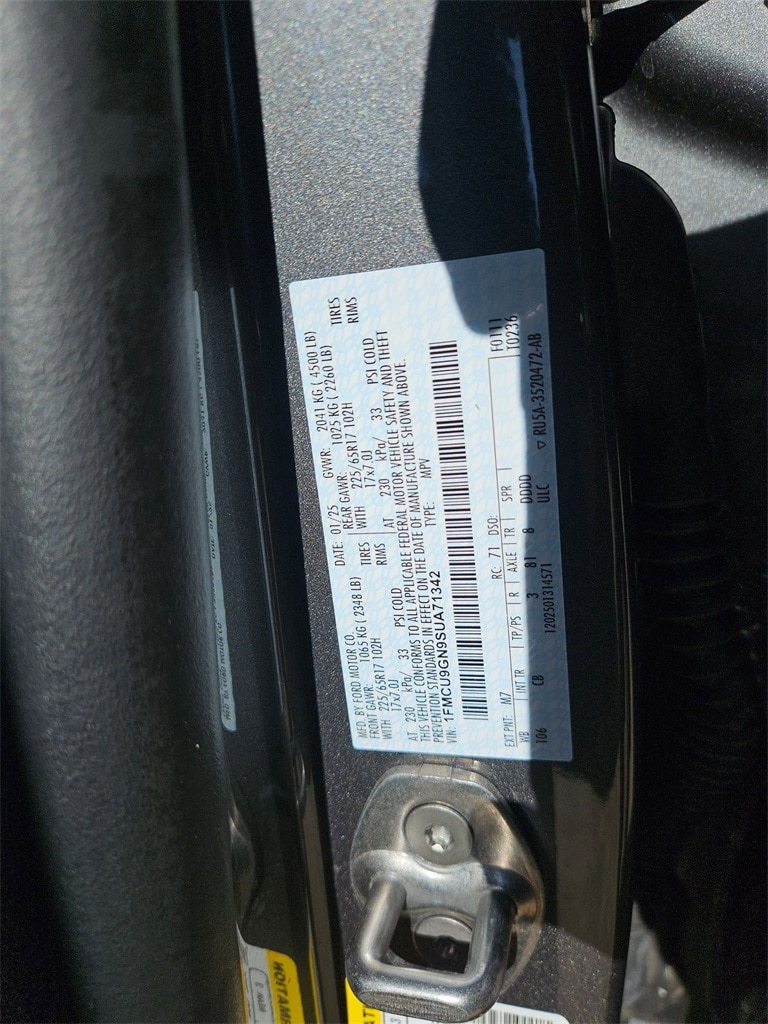 MFD. BY FORD MOTOR CO. DATE: 01/25 GVWR: 2041 KG ( 4500 LB)
FRONT GAWR: 1065 KG ( 2348 LB) REAR GAWR: 1025 KG ( 2260 LB)
WITH 225/65R17 102H TIRES WITH 225/65R17 102H TIRES
17x7.0J RIMS 17x7.0J RIMS
AT 230 kPa/ 33 PSI COLD AT 230 kPa/ 33 PSI COLD
THIS VEHICLE CONFORMS TO ALL APPLICABLE FEDERAL MOTOR VEHICLE SAFETY AND THEFT
PREVENTION STANDARDS IN EFFECT ON THE DATE OF MANUFACTURE SHOWN ABOVE.
VIN: 1FMCU9GN9SUA71342 TYPE: MPV
F0111
T0236
EXT PNT: M7 RC: 71 DSO:
WB INT TR TP/PS R AXLE TR SPR
106 CB 3 81 8 DDDD
1202501314571 ULC ▽ RU5A-3520472-AB